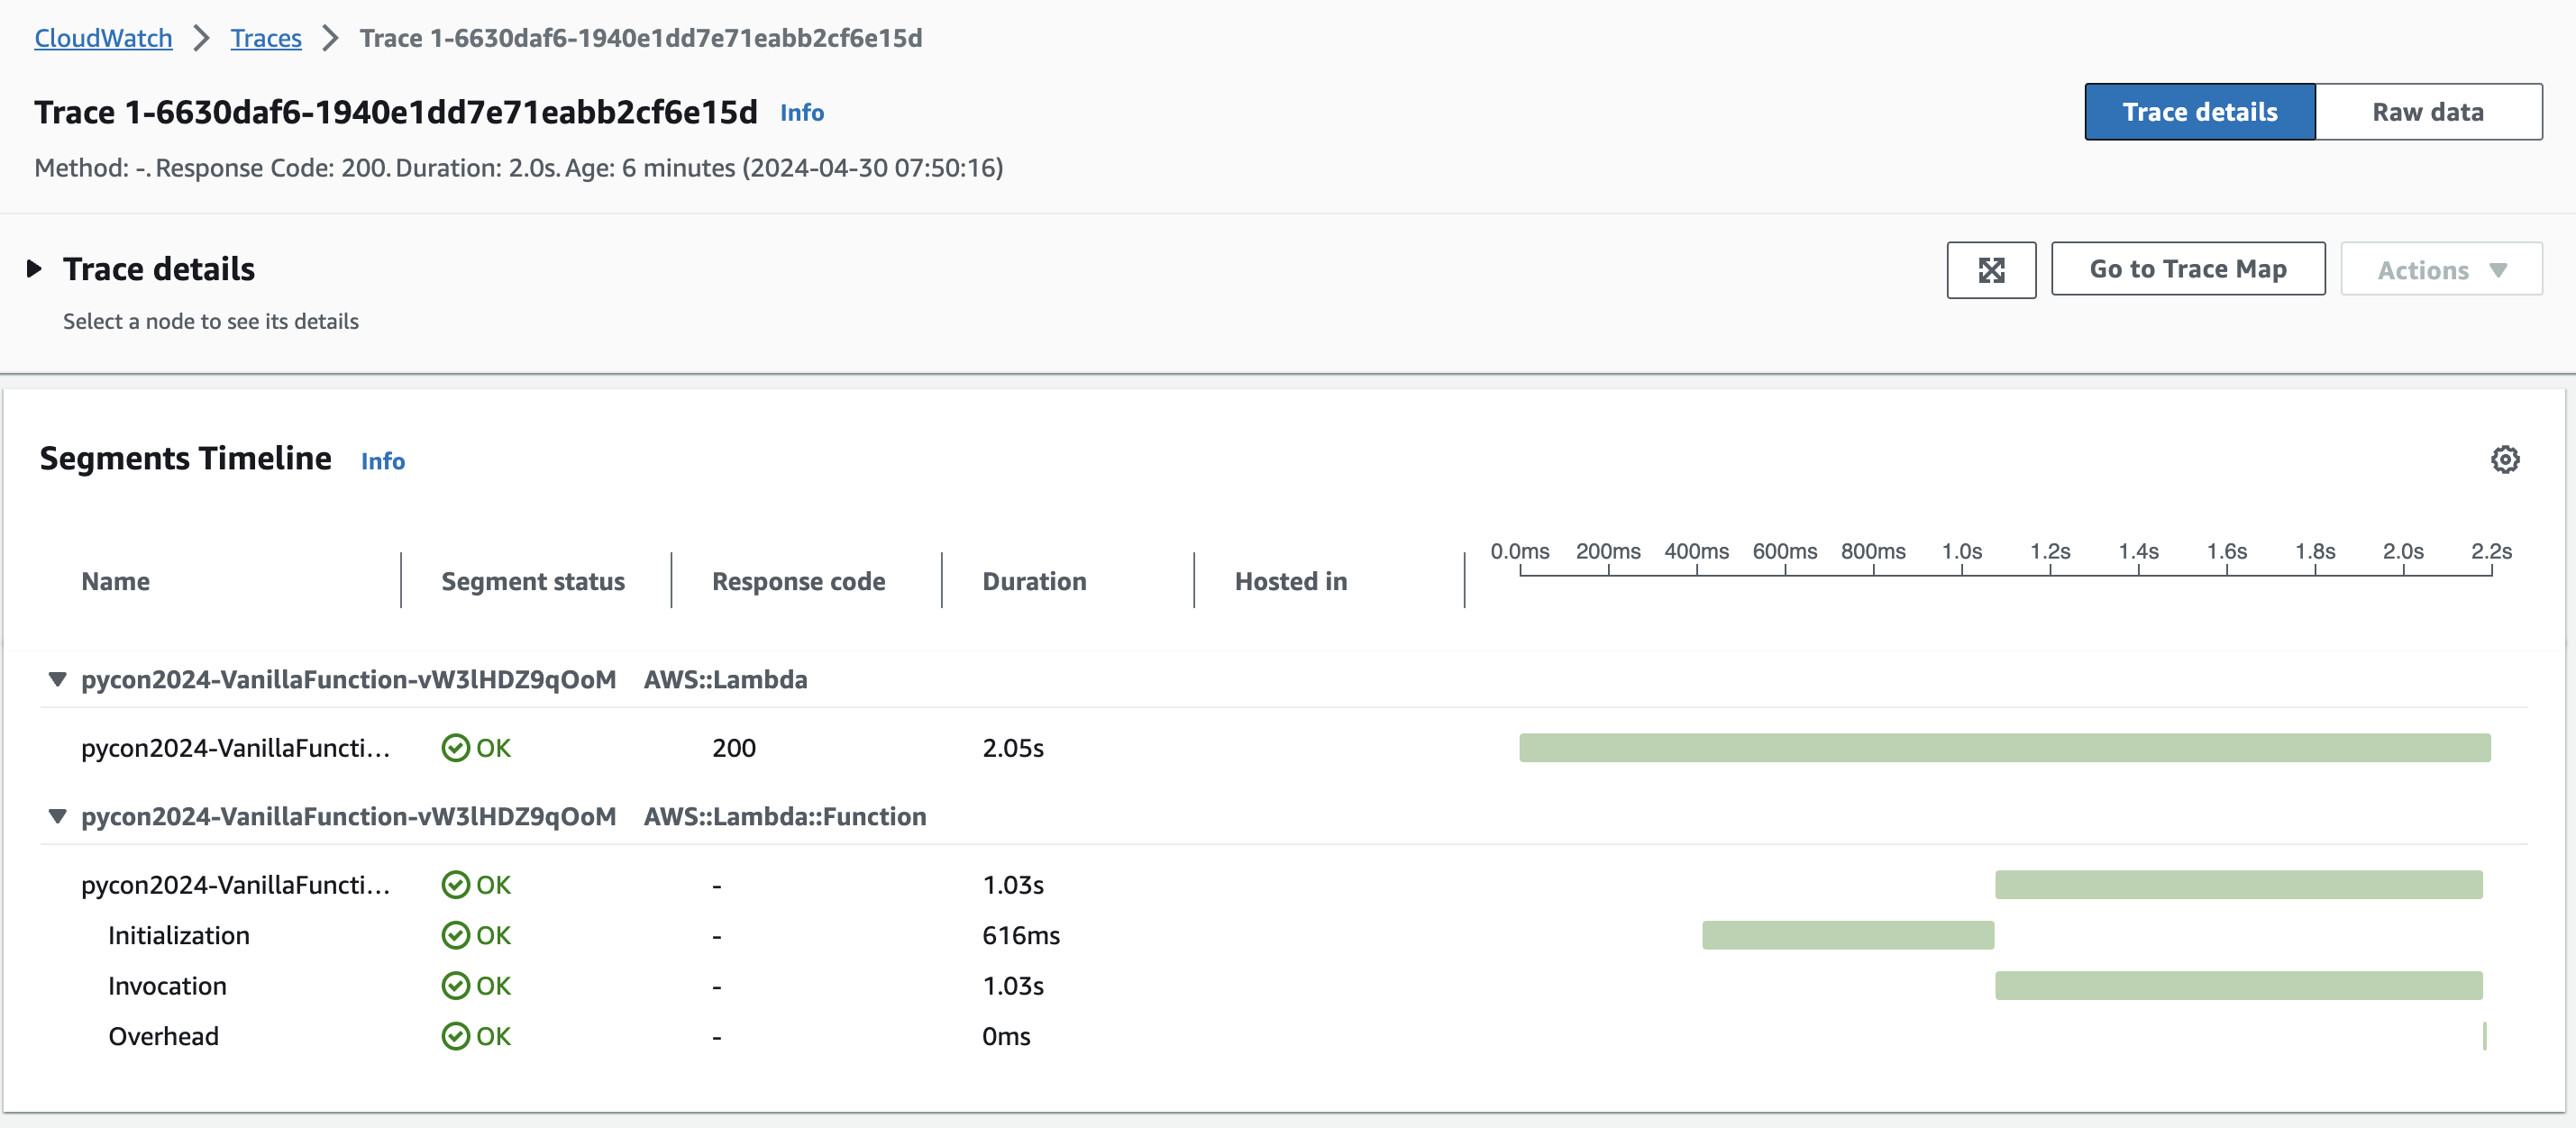 CloudWatch > Traces > Trace 1-6630daf6-1940e1dd7e71eabb2cf6e15d
Trace 1-6630daf6-1940e1dd7e71eabb2cf6e15d Info
Trace details Raw data
Method: -. Response Code: 200. Duration: 2.0s. Age: 6 minutes (2024-04-30 07:50:16)
Trace details
Go to Trace Map Actions
Select a node to see its details
Segments Timeline Info
0.0ms 200ms 400ms 600ms 800ms 1.0s 1.2s 1.4s 1.6s 1.8s 2.0s 2.2s
Name Segment status Response code Duration Hosted in
pycon2024-VanillaFunction-vW3lHDZ9qOoM AWS::Lambda
pycon2024-VanillaFuncti... OK 200 2.05s
pycon2024-VanillaFunction-vW3lHDZ9qOoM AWS::Lambda::Function
pycon2024-VanillaFuncti... OK - 1.03s
Initialization OK - 616ms
Invocation OK - 1.03s
Overhead OK - 0ms